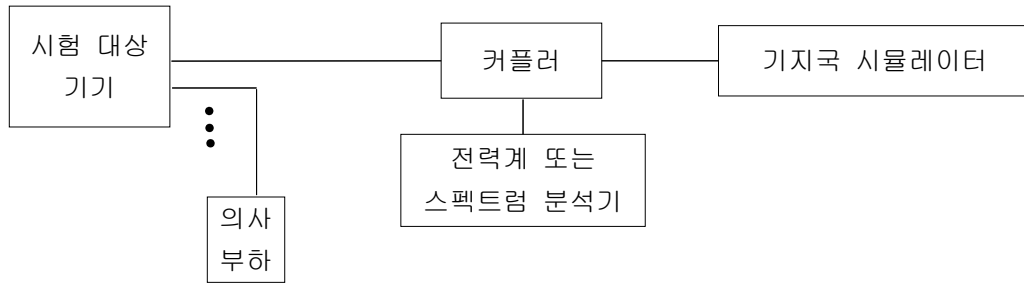 시험 대상
기기
커플러
기지국 시뮬레이터
전력계 또는
스펙트럼 분석기
의사
부하